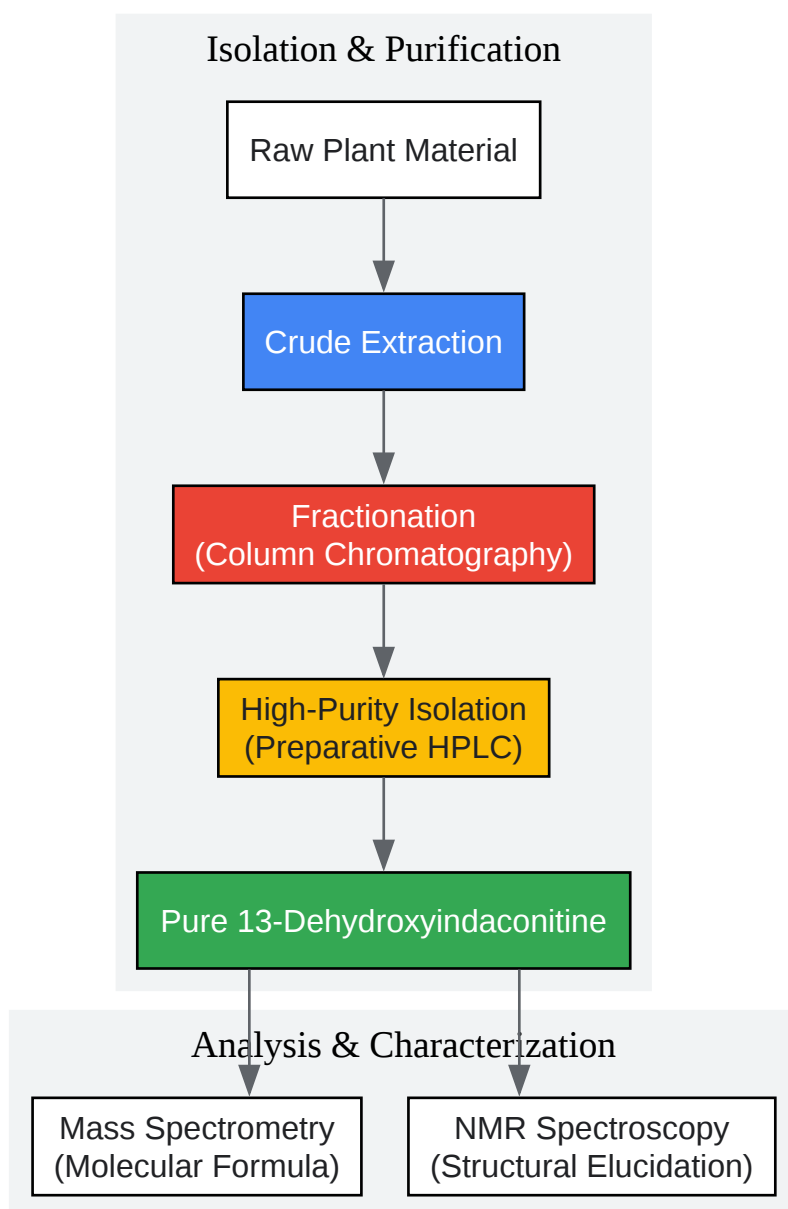 Isolation & Purification
Raw Plant Material
Crude Extraction
Fractionation
(Column Chromatography)
High-Purity Isolation
(Preparative HPLC)
Pure 13-Dehydroxyindaconitine
Analysis & Characterization
Mass Spectrometry
(Molecular Formula)
NMR Spectroscopy
(Structural Elucidation)